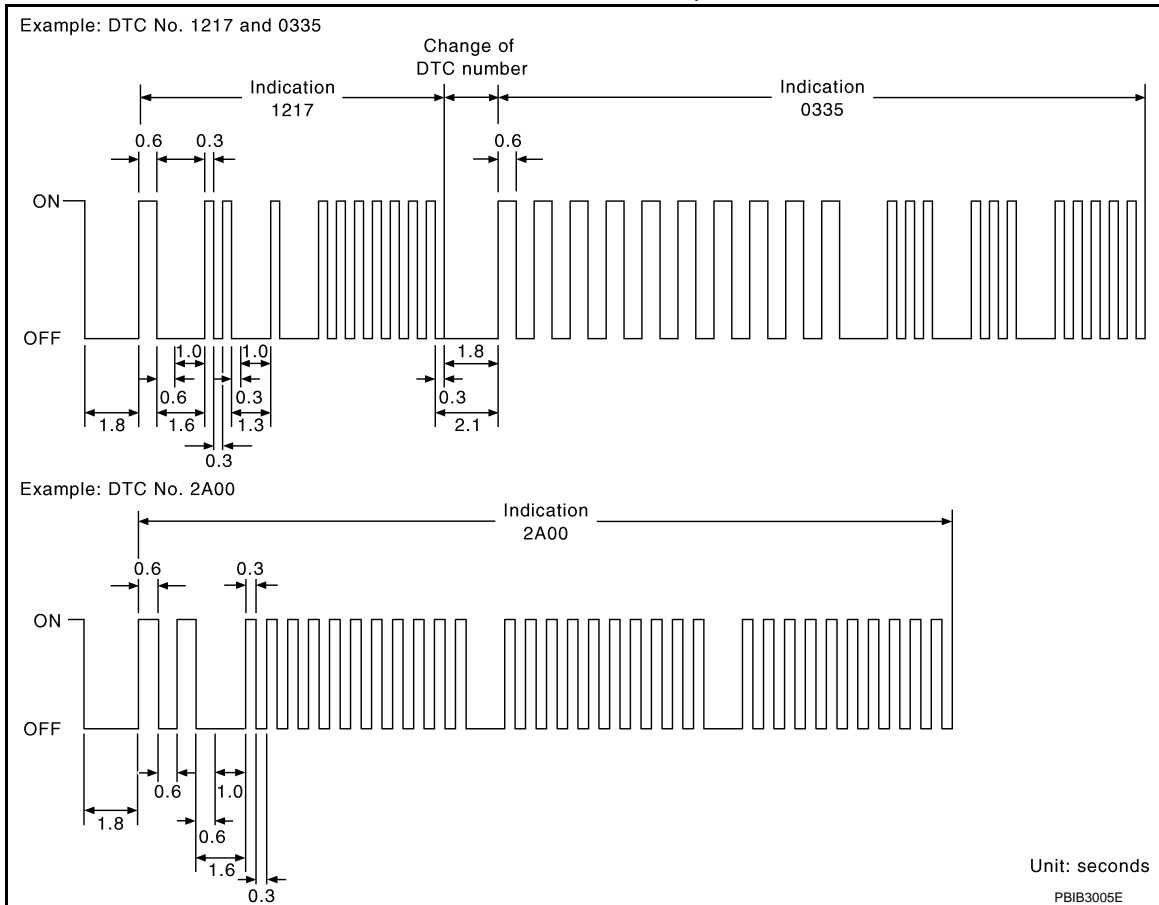 Example: DTC No. 1217 and 0335
Change of
DTC number
Indication
1217
Indication
0335
0.6
0.3
0.6
ON
OFF
1.0
1.0
1.8
0.6
0.3
0.3
1.8
1.6
1.3
2.1
0.3
Example: DTC No. 2A00
Indication
2A00
0.6
0.3
ON
OFF
0.6
1.0
1.8
0.6
1.6
0.3
Unit: seconds
PBIB3005E